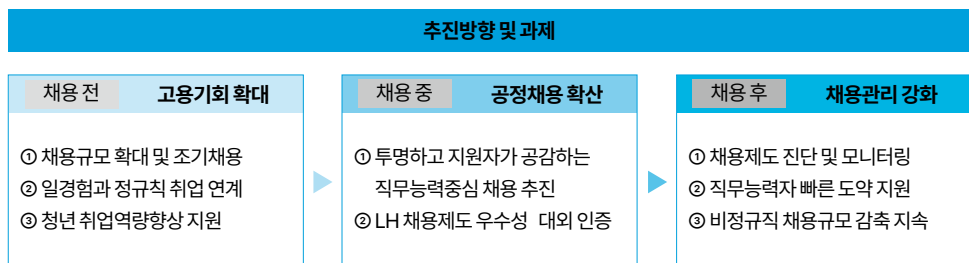 추진방향 및 과제
채용 전 고용기회 확대
① 채용규모 확대 및 조기채용
② 일경험과 정규칙 취업 연계
③ 청년 취업역량향상 지원
채용 중 공정채용 확산
① 투명하고 지원자가 공감하는
직무능력중심 채용 추진
② LH 채용제도 우수성 대외 인증
채용 후 채용관리 강화
① 채용제도 진단 및 모니터링
② 직무능력자 빠른 도약 지원
③ 비정규직 채용규모 감축 지속